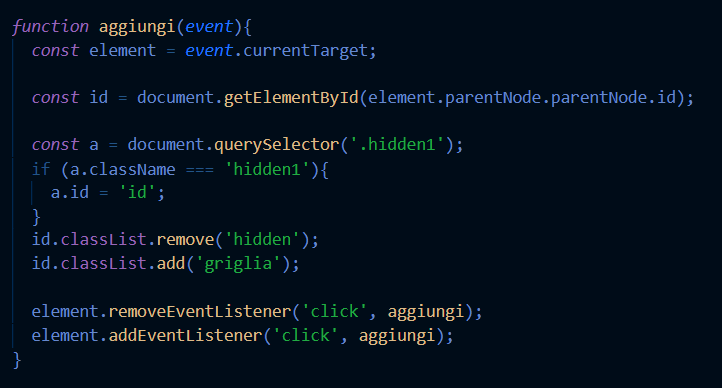 function aggiungi(event){
const element = event.currentTarget;
const id = document.getElementById(element.parentNode.parentNode.id);
const a = document.querySelector('.hidden1');
if (a.className === 'hidden1'){
a.id = 'id';
}
id.classList.remove('hidden');
id.classList.add('griglia');
element.removeEventListener('click', aggiungi);
element.addEventListener('click', aggiungi);
}